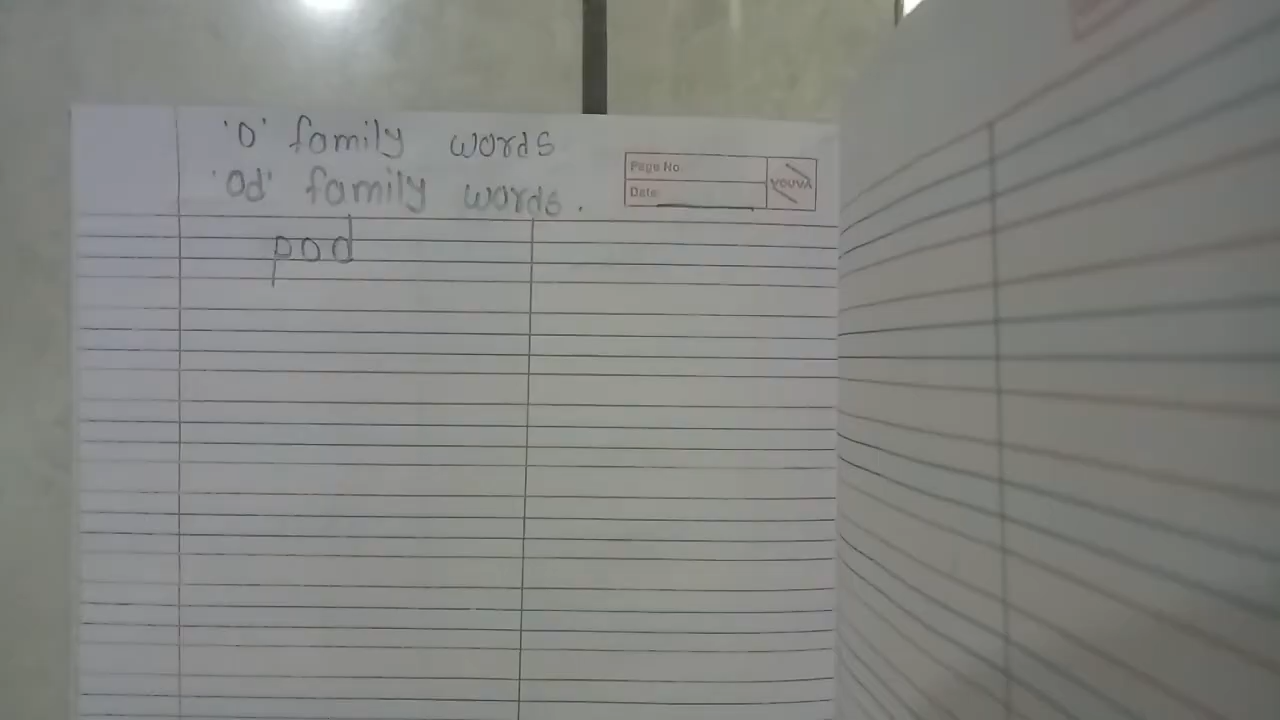 'O' family words
'Od' family words.
Page No.
Date:
YOUVA
pod